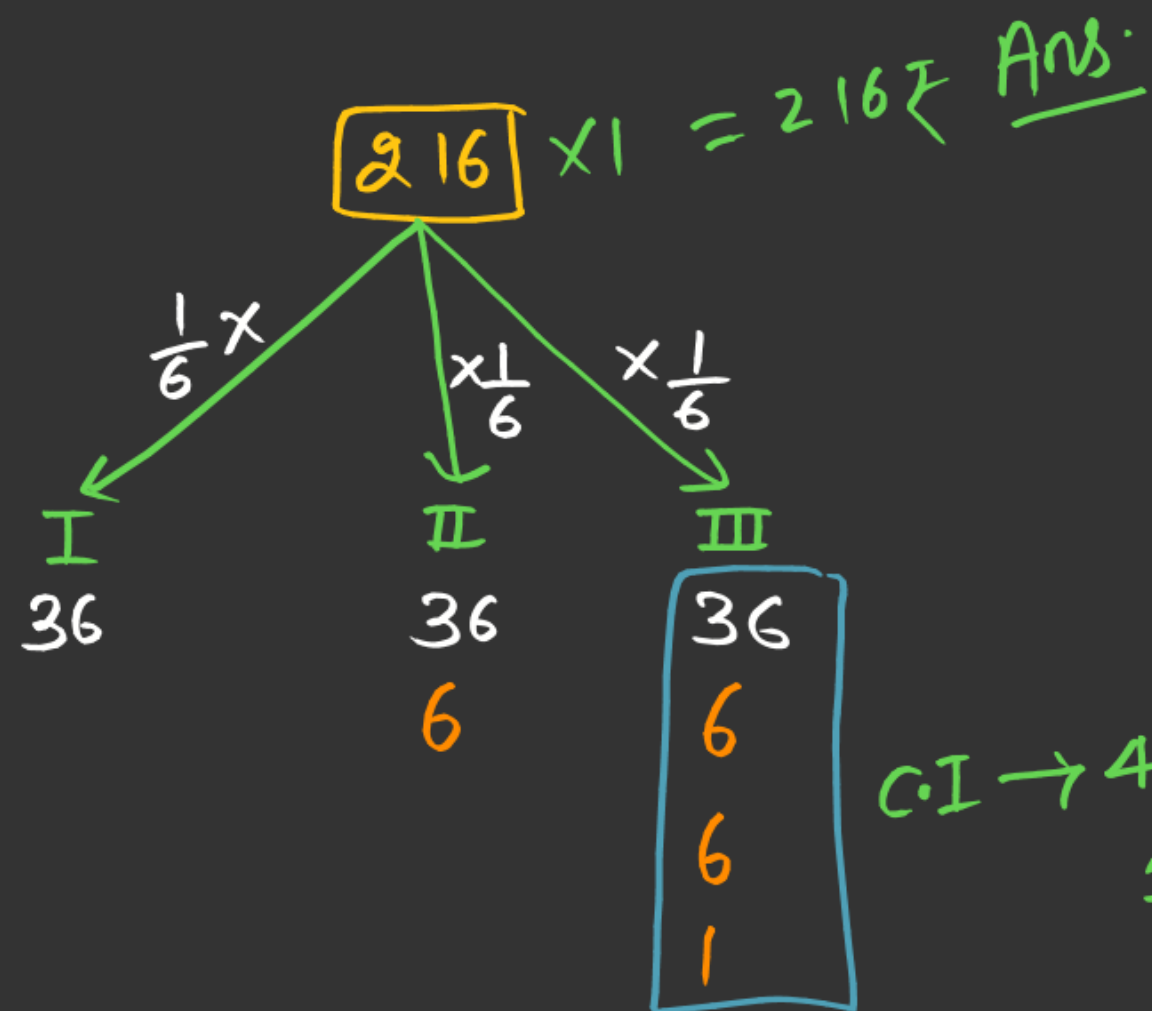 216 ×1 = 216₹ Ans.
1/6 × ×1/6 ×1/6
I II III
36 36 36
6 6
C.I → 4
6
1